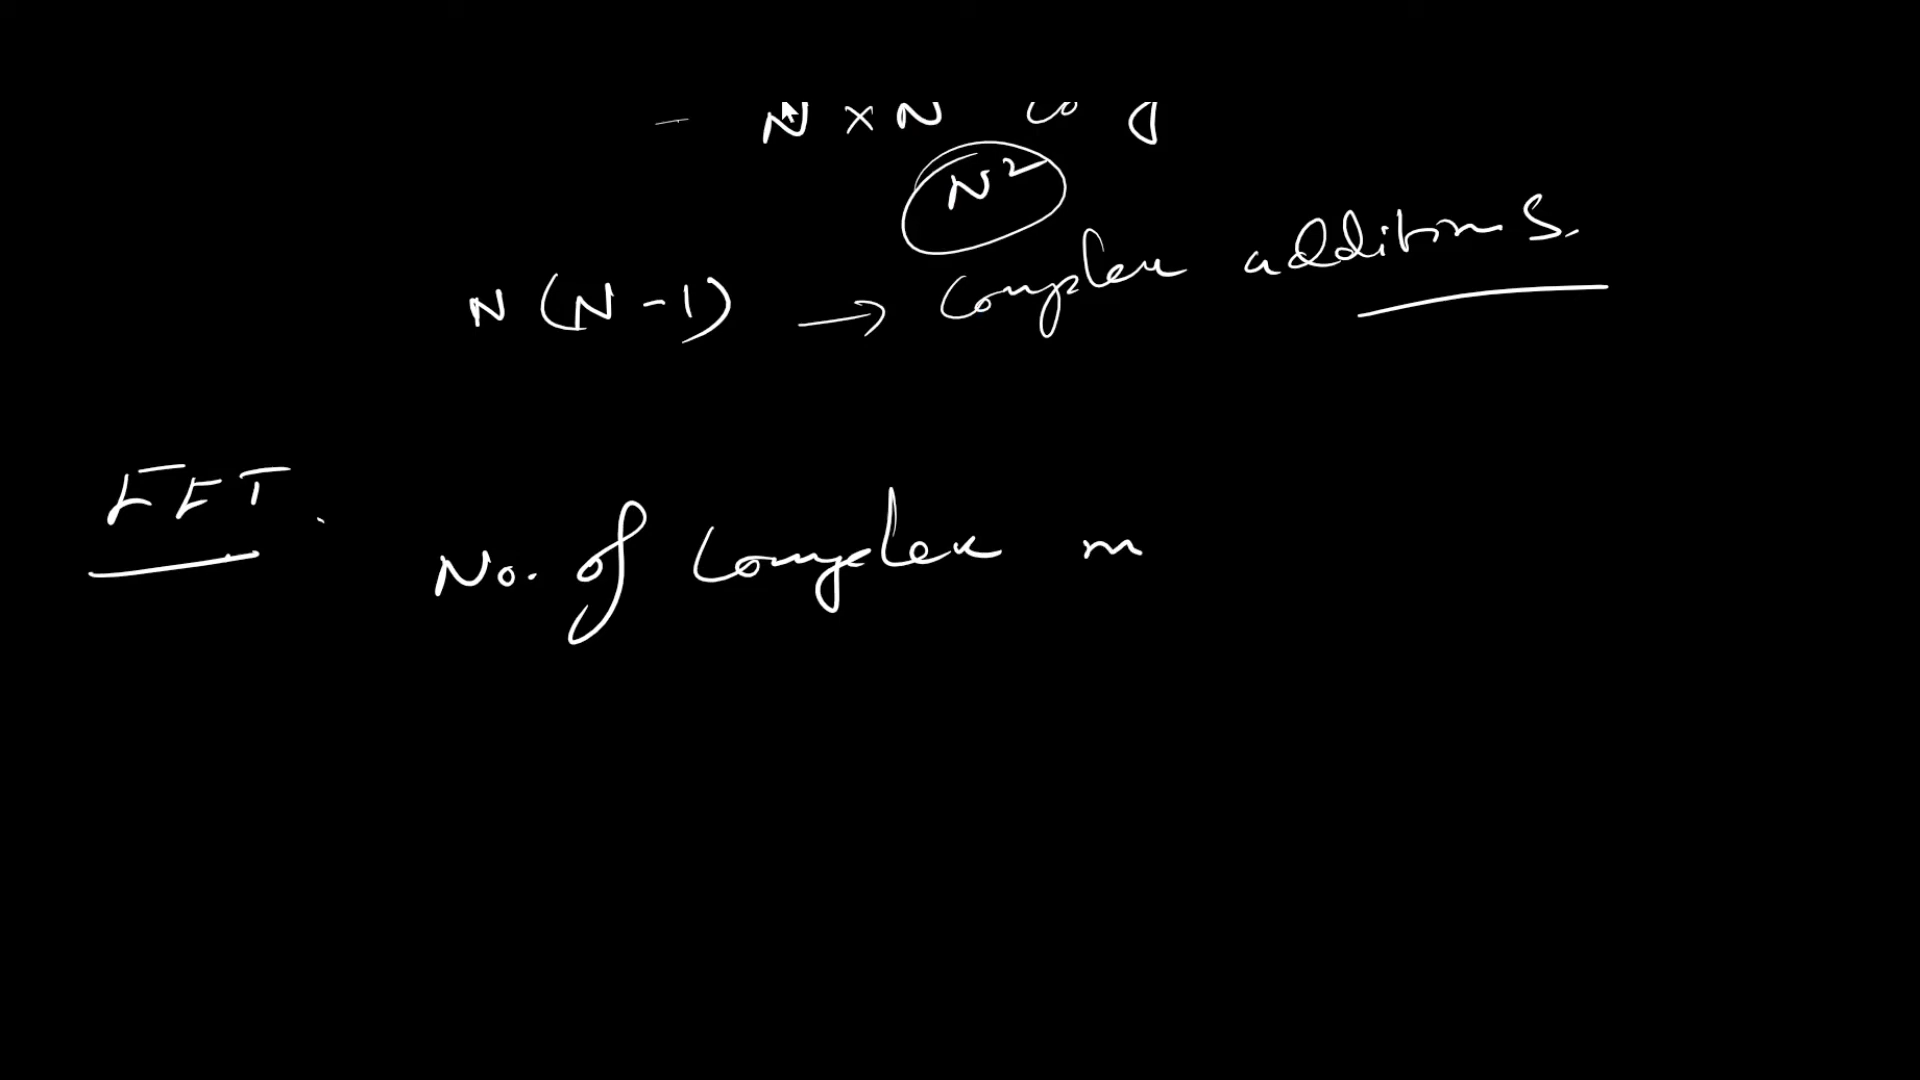 - N × N
N²
N (N - 1) → Complex additions.
FFT.
No. of Complex m